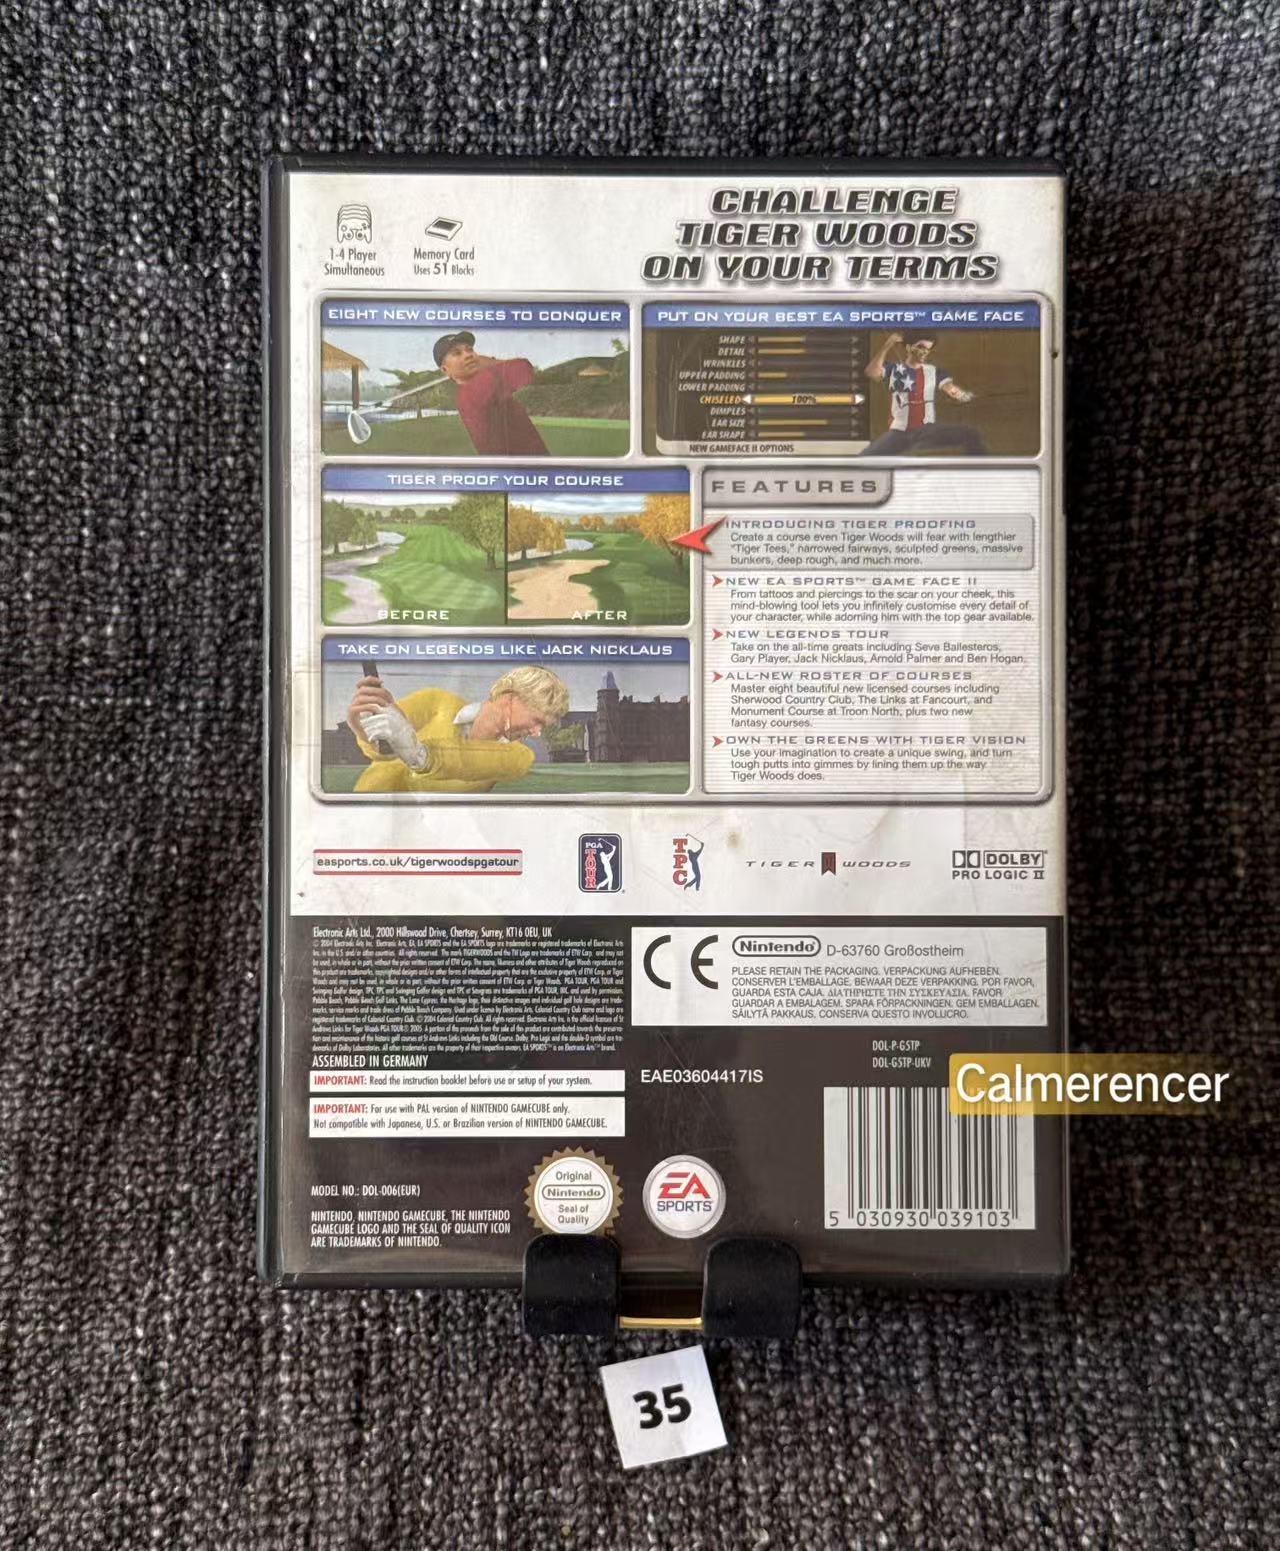 CHALLENGE
TIGER WOODS
ON YOUR TERMS
1-4 Player
Simultaneous
Memory Card
Uses 51 Blocks
EIGHT NEW COURSES TO CONQUER
PUT ON YOUR BEST EA SPORTS™ GAME FACE
SHAPE
DETAIL
WRINKLES
UPPER PADDING
LOWER PADDING
CHISELED 100%
DIMPLES
EAR SIZE
EAR SHAPE
NEW GAMEFACE II OPTIONS
TIGER PROOF YOUR COURSE
BEFORE
AFTER
TAKE ON LEGENDS LIKE JACK NICKLAUS
FEATURES
INTRODUCING TIGER PROOFING
Create a course even Tiger Woods will fear with lengthier
"Tiger Tees," narrowed fairways, sculpted greens, massive
bunkers, deep rough, and much more.
NEW EA SPORTS™ GAME FACE II
From tattoos and piercings to the scar on your cheek, this
mind-blowing tool lets you infinitely customise every detail of
your character, while adorning him with the top gear available.
NEW LEGENDS TOUR
Take on the all-time greats including Seve Ballesteros,
Gary Player, Jack Nicklaus, Arnold Palmer and Ben Hogan.
ALL-NEW ROSTER OF COURSES
Master eight beautiful new licensed courses including
Sherwood Country Club, The Links at Fancourt, and
Monument Course at Troon North, plus two new
fantasy courses.
OWN THE GREENS WITH TIGER VISION
Use your imagination to create a unique swing, and turn
tough putts into gimmes by lining them up the way
Tiger Woods does.
easports.co.uk/tigerwoodspgatour
PGA
TOUR
TPC
TIGER WOODS
DOLBY
PRO LOGIC II
Electronic Arts Ltd., 2000 Hillswood Drive, Chertsey, Surrey, KT16 0EU, UK
ASSEMBLED IN GERMANY
IMPORTANT: Read the instruction booklet before use or setup of your system.
IMPORTANT: For use with PAL version of NINTENDO GAMECUBE only.
Not compatible with Japanese, U.S. or Brazilian version of NINTENDO GAMECUBE.
CE
Nintendo D-63760 Großostheim
PLEASE RETAIN THE PACKAGING. VERPACKUNG AUFHEBEN.
CONSERVER L'EMBALLAGE. BEWAAR DEZE VERPAKKING. POR FAVOR,
GUARDA ESTA CAJA. ΔΙΑΤΗΡΕΙΣΤΕ ΤΗΝ ΣΥΣΚΕΥΑΣΙΑ. FAVOR
GUARDAR A EMBALAGEM. SPARA FÖRPACKNINGEN. GEM EMBALLAGEN.
SÄILYTÄ PAKKAUS. CONSERVA QUESTO INVOLUCRO.
DOL-P-G5TP
DOL-G5TP-UKV
EAE03604417IS
Calmerencer
MODEL NO.: DOL-006(EUR)
NINTENDO, NINTENDO GAMECUBE, THE NINTENDO
GAMECUBE LOGO AND THE SEAL OF QUALITY ICON
ARE TRADEMARKS OF NINTENDO.
Original
Nintendo
Seal of
Quality
EA
SPORTS
5 030930 039103
35